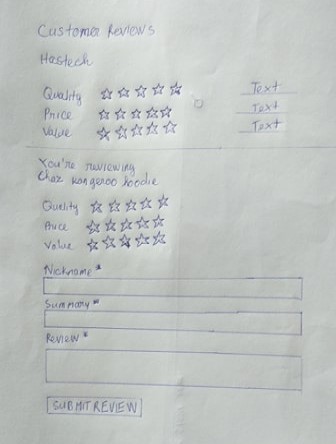 Customer Reviews
Hastech
Quality Text
Price Text
Value Text
You're reviewing
Chaz Kangeroo hoodie
Quality
Price
Value
Nickname*
Summary*
Review*
SUBMIT REVIEW